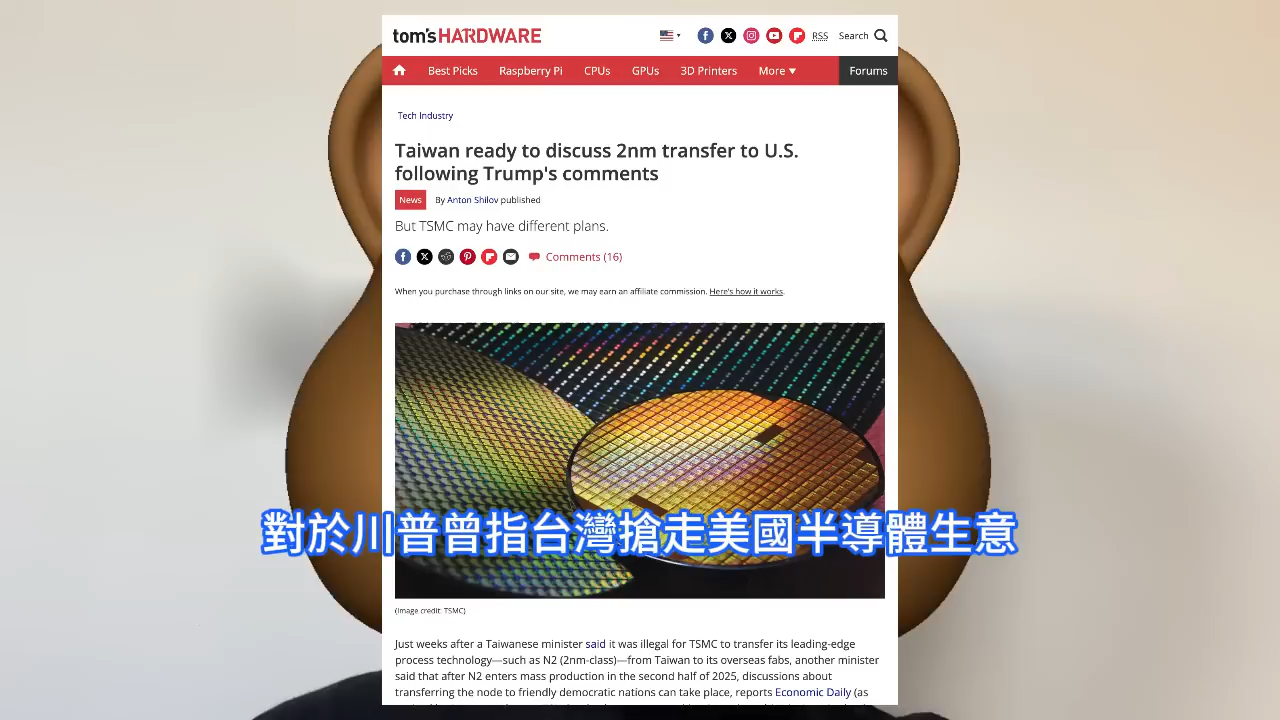 tom's HARDWARE
RSS Search
Best Picks Raspberry Pi CPUs GPUs 3D Printers More ▼ Forums
Tech Industry
Taiwan ready to discuss 2nm transfer to U.S.
following Trump's comments
News By Anton Shilov published
But TSMC may have different plans.
Comments (16)
When you purchase through links on our site, we may earn an affiliate commission. Here's how it works.
對於川普曾指台灣搶走美國半導體生意
(Image credit: TSMC)
Just weeks after a Taiwanese minister said it was illegal for TSMC to transfer its leading-edge
process technology—such as N2 (2nm-class)—from Taiwan to its overseas fabs, another minister
said that after N2 enters mass production in the second half of 2025, discussions about
transferring the node to friendly democratic nations can take place, reports Economic Daily (as